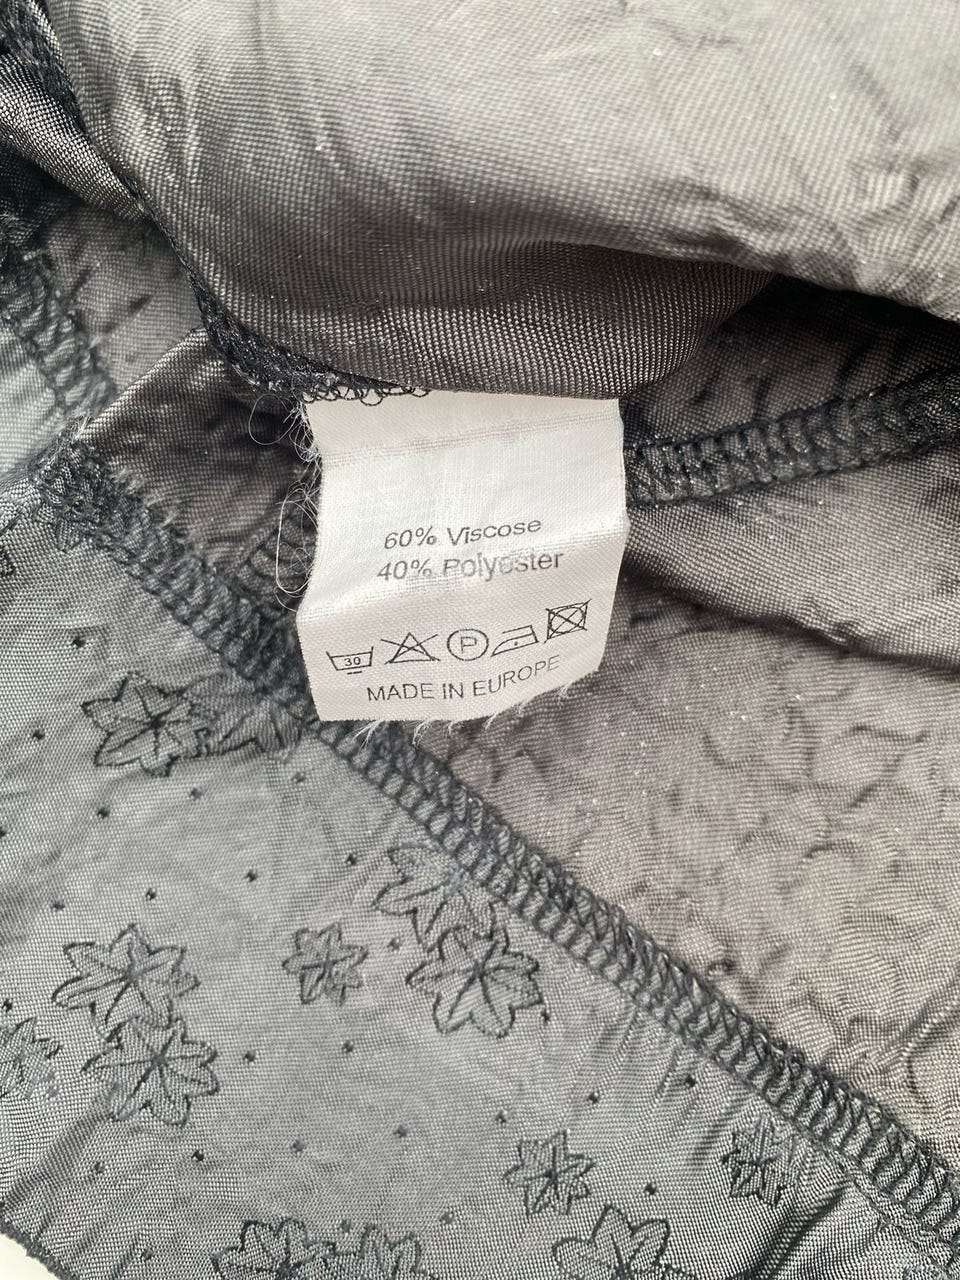 60% Viscose
40% Polyester
30 P
MADE IN EUROPE